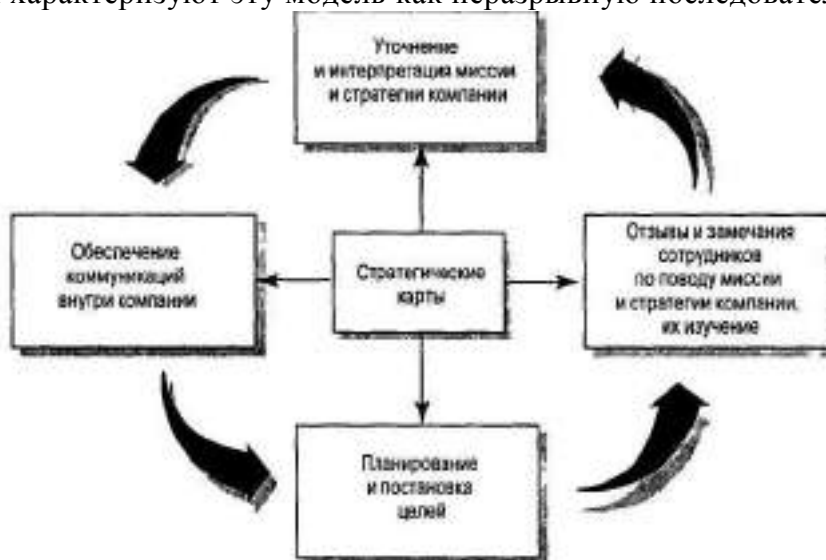 характеризуют эту модель как неразрывную последовател
Уточнение
и интерпретация миссии
и стратегии компании
Обеспечение
коммуникаций
внутри компании
Стратегические
карты
Отзывы и замечания
сотрудников
по поводу миссии
и стратегии компании,
их изучение
Планирование
и постановка
целей